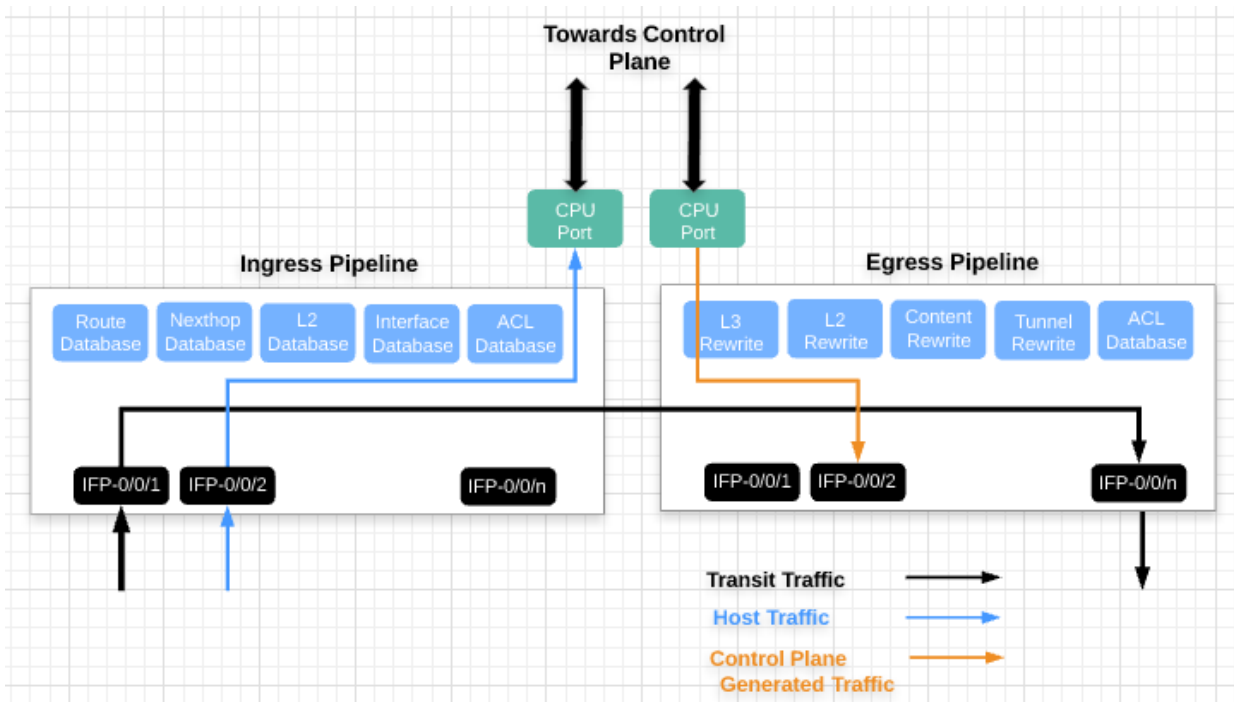 Towards Control
Plane
CPU
Port
CPU
Port
Ingress Pipeline
Egress Pipeline
Route
Database
Nexthop
Database
L2
Database
Interface
Database
ACL
Database
L3
Rewrite
L2
Rewrite
Content
Rewrite
Tunnel
Rewrite
ACL
Database
IFP-0/0/1
IFP-0/0/2
IFP-0/0/n
IFP-0/0/1
IFP-0/0/2
IFP-0/0/n
Transit Traffic
Host Traffic
Control Plane
Generated Traffic